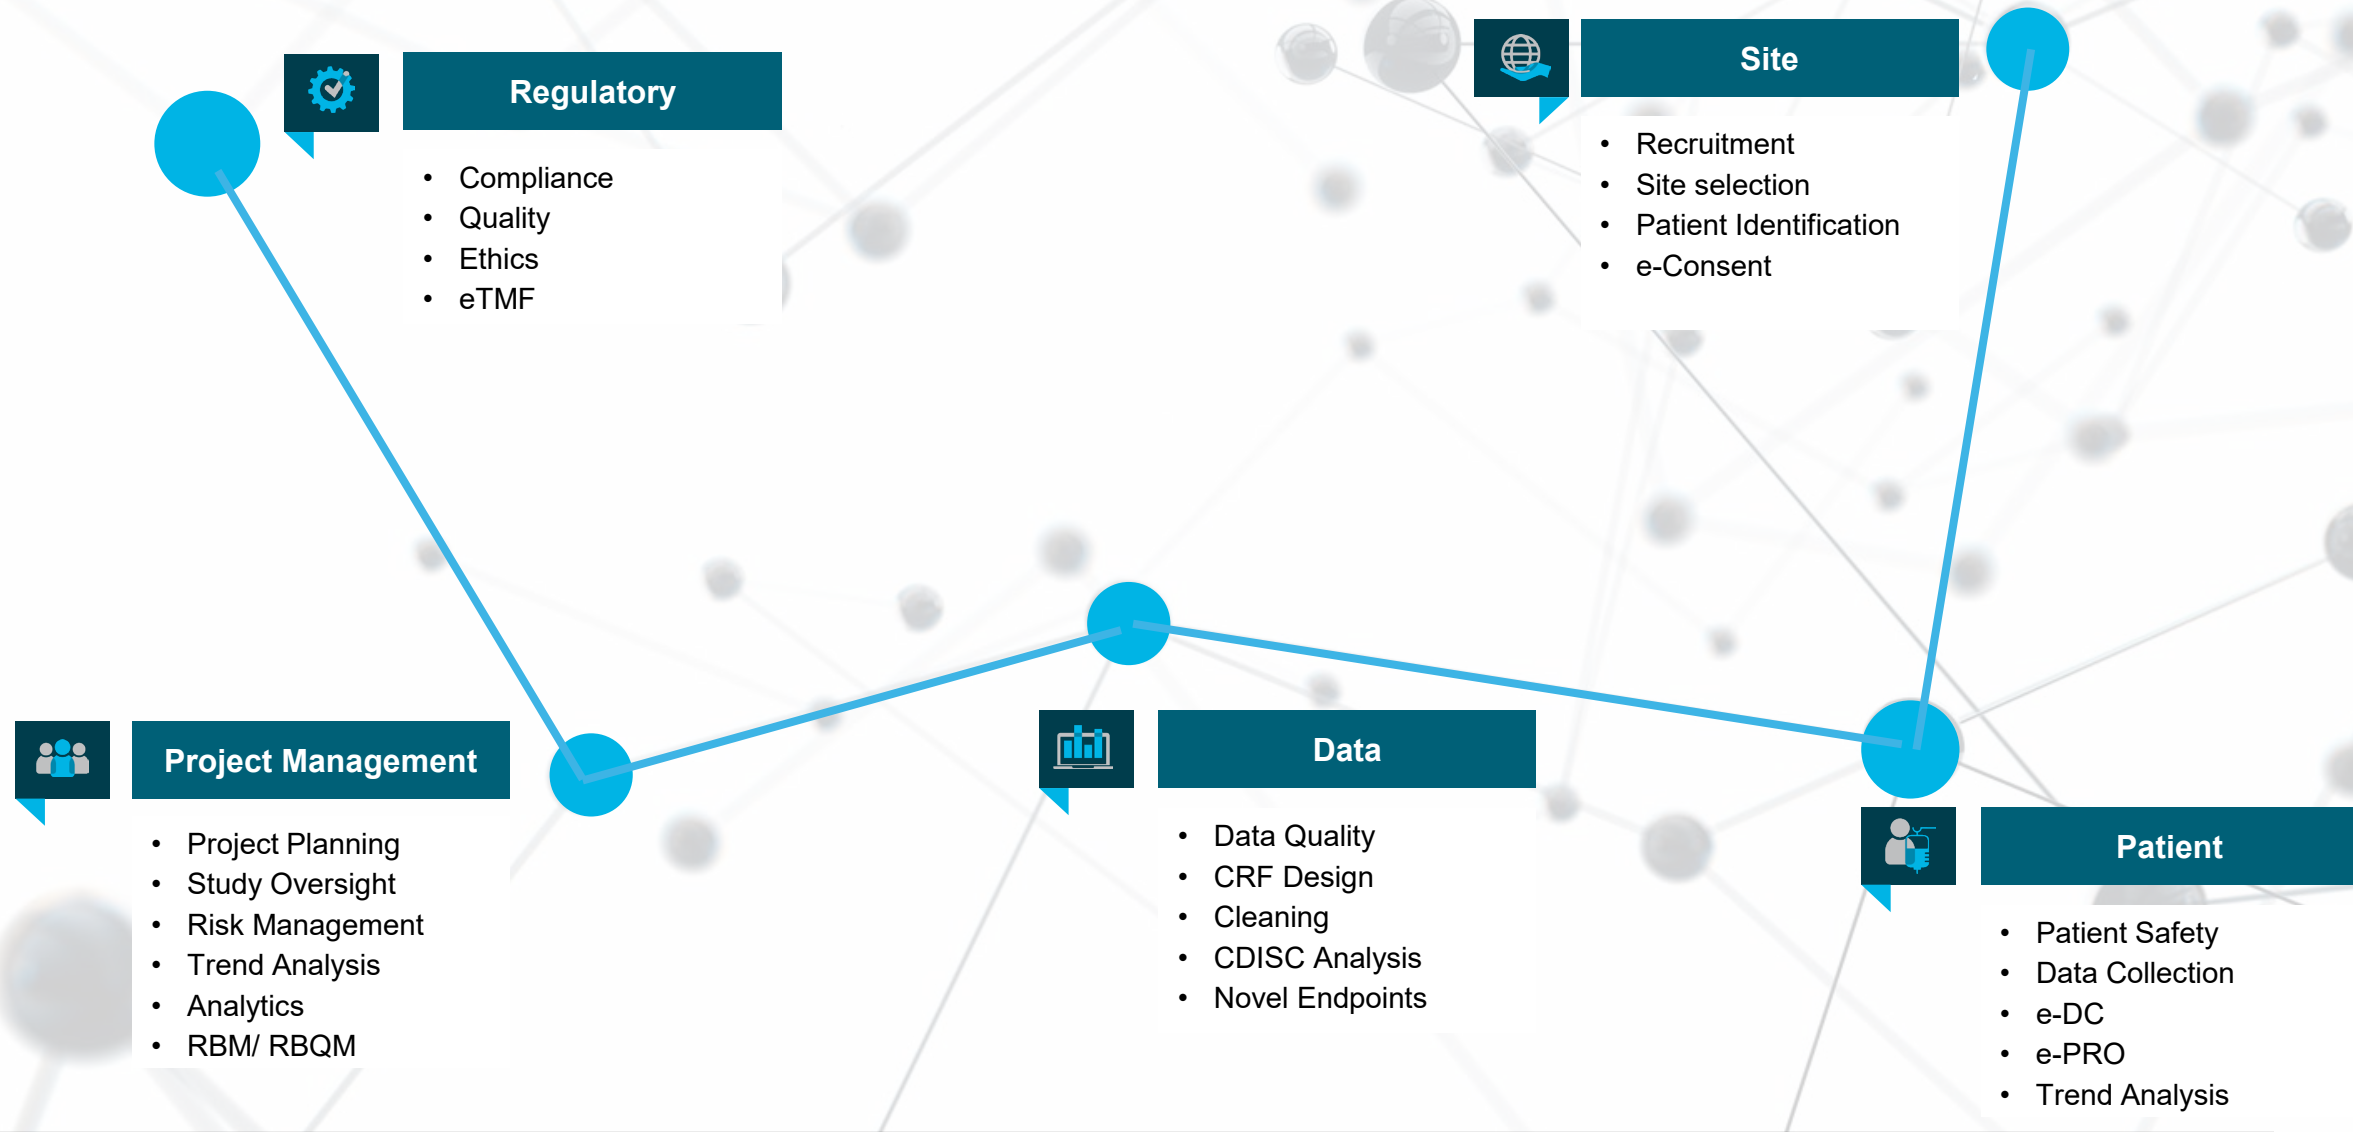 Regulatory
• Compliance
• Quality
• Ethics
• eTMF
Site
• Recruitment
• Site selection
• Patient Identification
• e-Consent
Project Management
• Project Planning
• Study Oversight
• Risk Management
• Trend Analysis
• Analytics
• RBM/ RBQM
Data
• Data Quality
• CRF Design
• Cleaning
• CDISC Analysis
• Novel Endpoints
Patient
• Patient Safety
• Data Collection
• e-DC
• e-PRO
• Trend Analysis